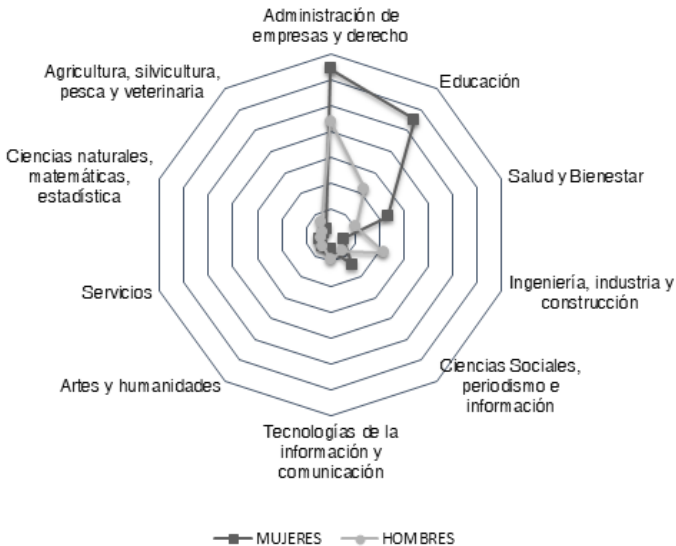 Administración de
empresas y derecho
Educación
Salud y Bienestar
Ingeniería, industria y
construcción
Ciencias Sociales,
periodismo e
información
Tecnologías de la
información y
comunicación
Artes y humanidades
Servicios
Ciencias naturales,
matemáticas,
estadística
Agricultura, silvicultura,
pesca y veterinaria
MUJERES
HOMBRES